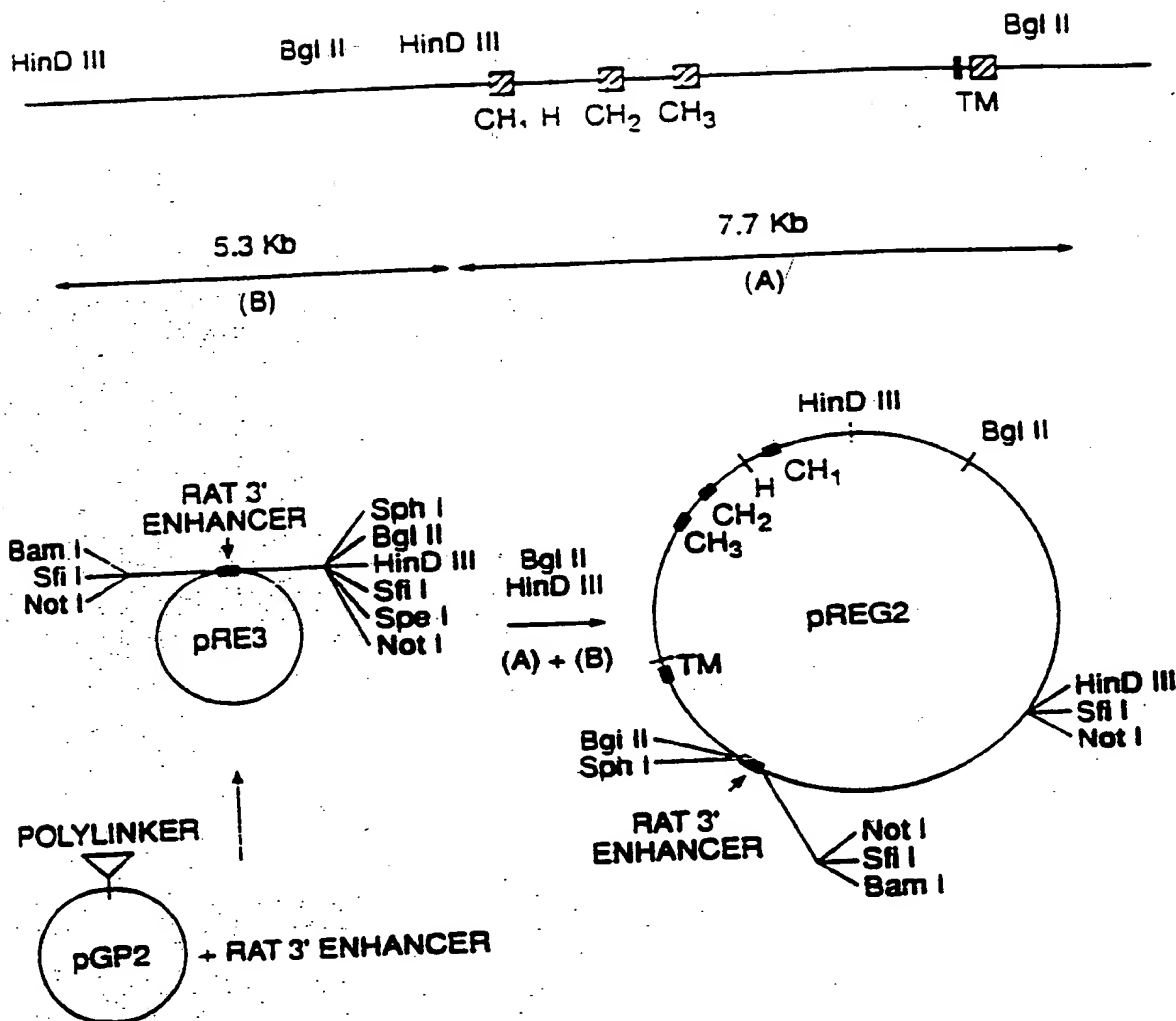 HinD III
Bgl II
HinD III
Bgl II
CH1 H CH2 CH3
TM
5.3 Kb
(B)
7.7 Kb
(A)
RAT 3'
ENHANCER
Bam I
Sfi I
Not I
Sph I
Bgl II
HinD III
Sfi I
Spe I
Not I
pRE3
Bgl II
HinD III
(A) + (B)
HinD III
Bgl II
CH1
H
CH2
CH3
pREG2
TM
HinD III
Sfi I
Not I
Bgl II
Sph I
RAT 3'
ENHANCER
Not I
Sfi I
Bam I
POLYLINKER
pGP2
+ RAT 3' ENHANCER